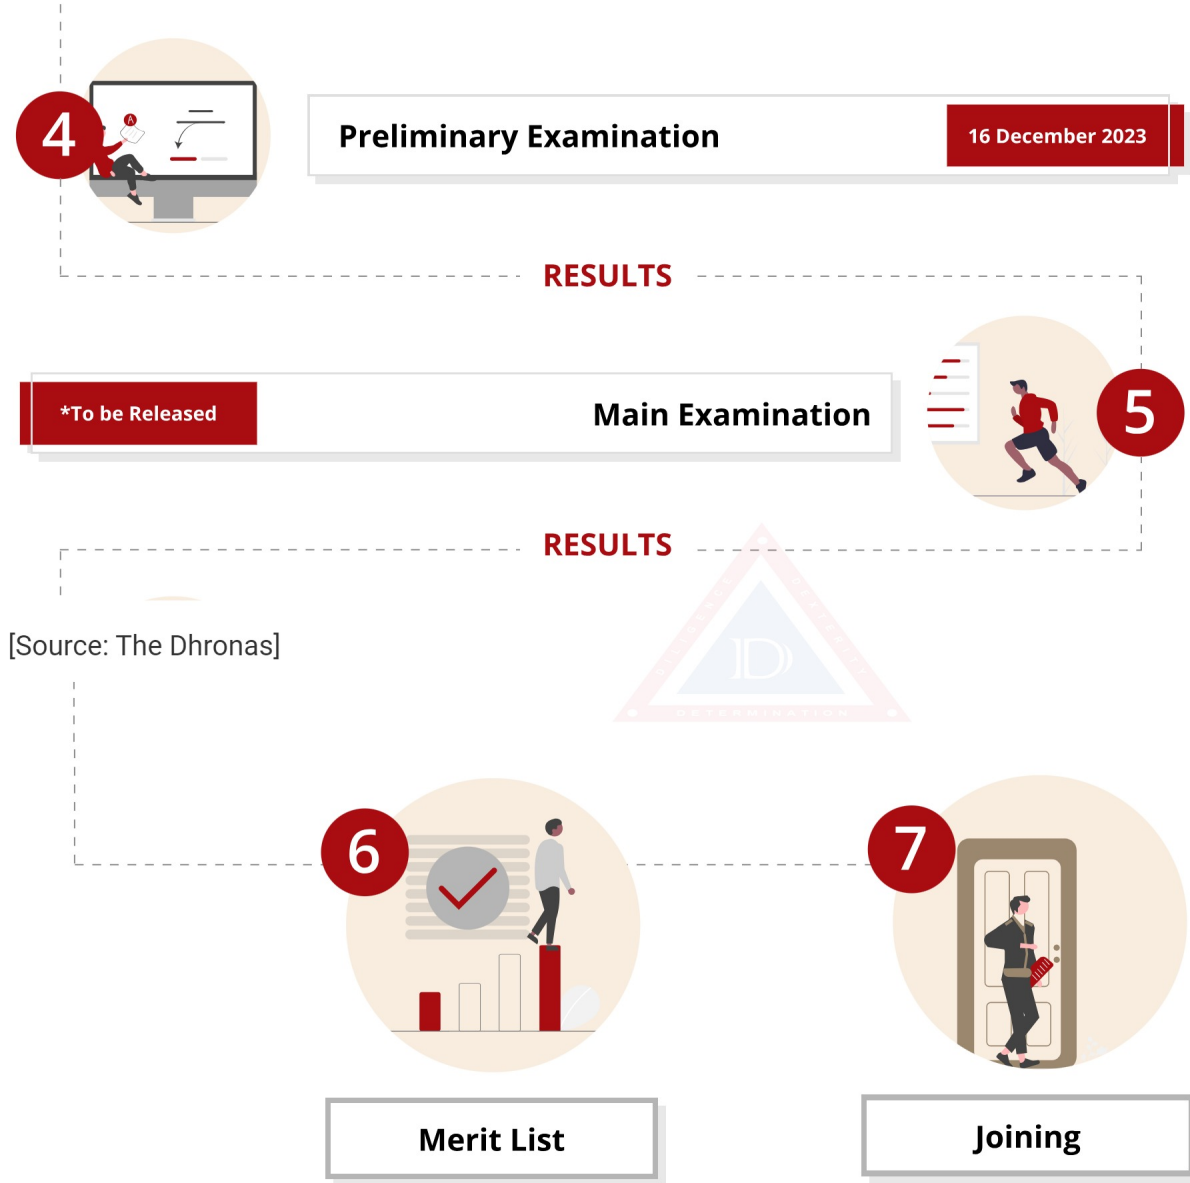 4
A
Preliminary Examination
16 December 2023
RESULTS
*To be Released
Main Examination
5
RESULTS
[Source: The Dhronas]
D
DETERMINATION
6
7
Merit List
Joining